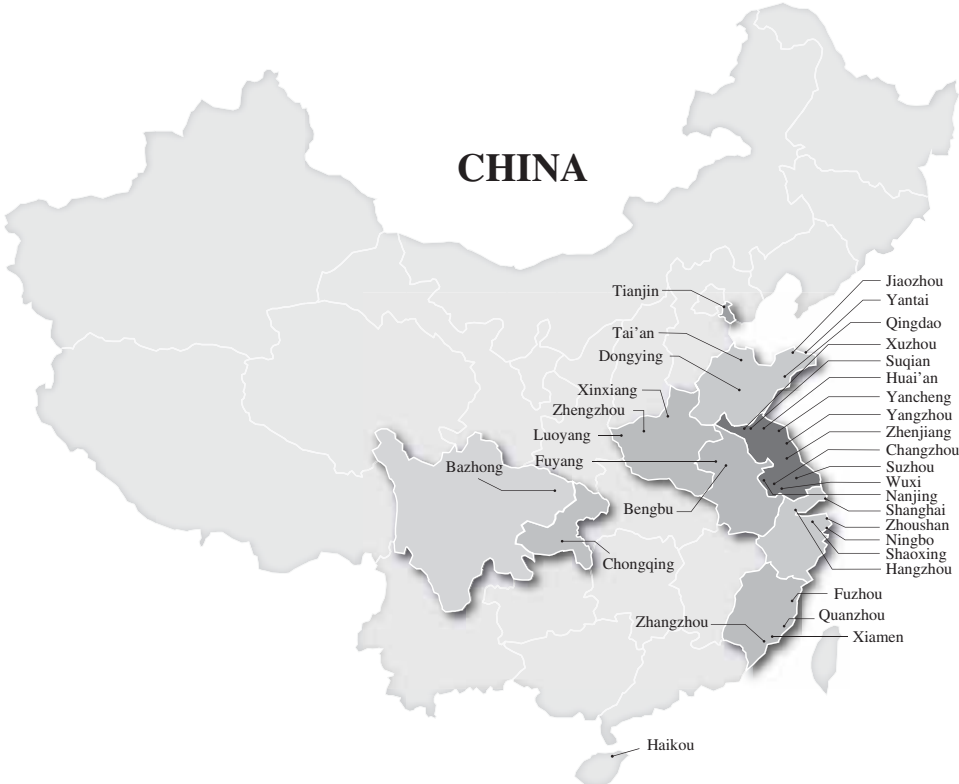 CHINA
Jiaozhou
Tianjin
Yantai
Qingdao
Tai'an
Xuzhou
Dongying
Suqian
Huai'an
Xinxiang
Yancheng
Zhengzhou
Yangzhou
Zhenjiang
Luoyang
Changzhou
Fuyang
Bazhong
Suzhou
Wuxi
Nanjing
Bengbu
Shanghai
Zhoushan
Ningbo
Shaoxing
Chongqing
Hangzhou
Fuzhou
Quanzhou
Zhangzhou
Xiamen
Haikou